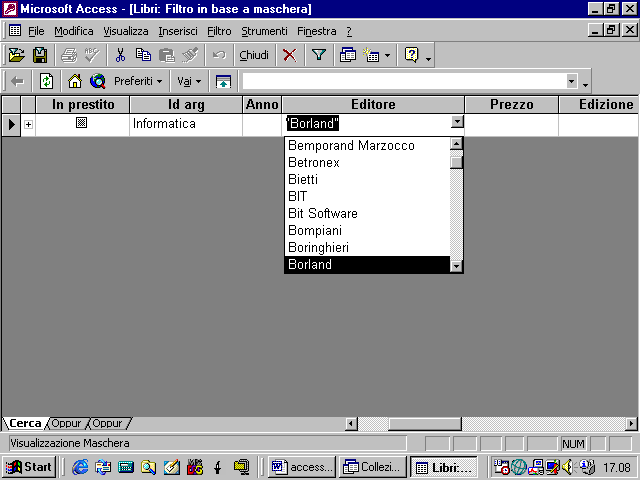 Microsoft Access - [Libri: Filtro in base a maschera]
File Modifica Visualizza Inserisci Filtro Strumenti Finestra ?
Chiudi
Preferiti Vai
In prestito Id arg Anno Editore Prezzo Edizione
Informatica "Borland"
Bemporand Marzocco
Betronex
Bietti
BIT
Bit Software
Bompiani
Boringhieri
Borland
Cerca Oppur Oppur
Visualizzazione Maschera NUM
Start access... Collezi... Libri:... 17.08